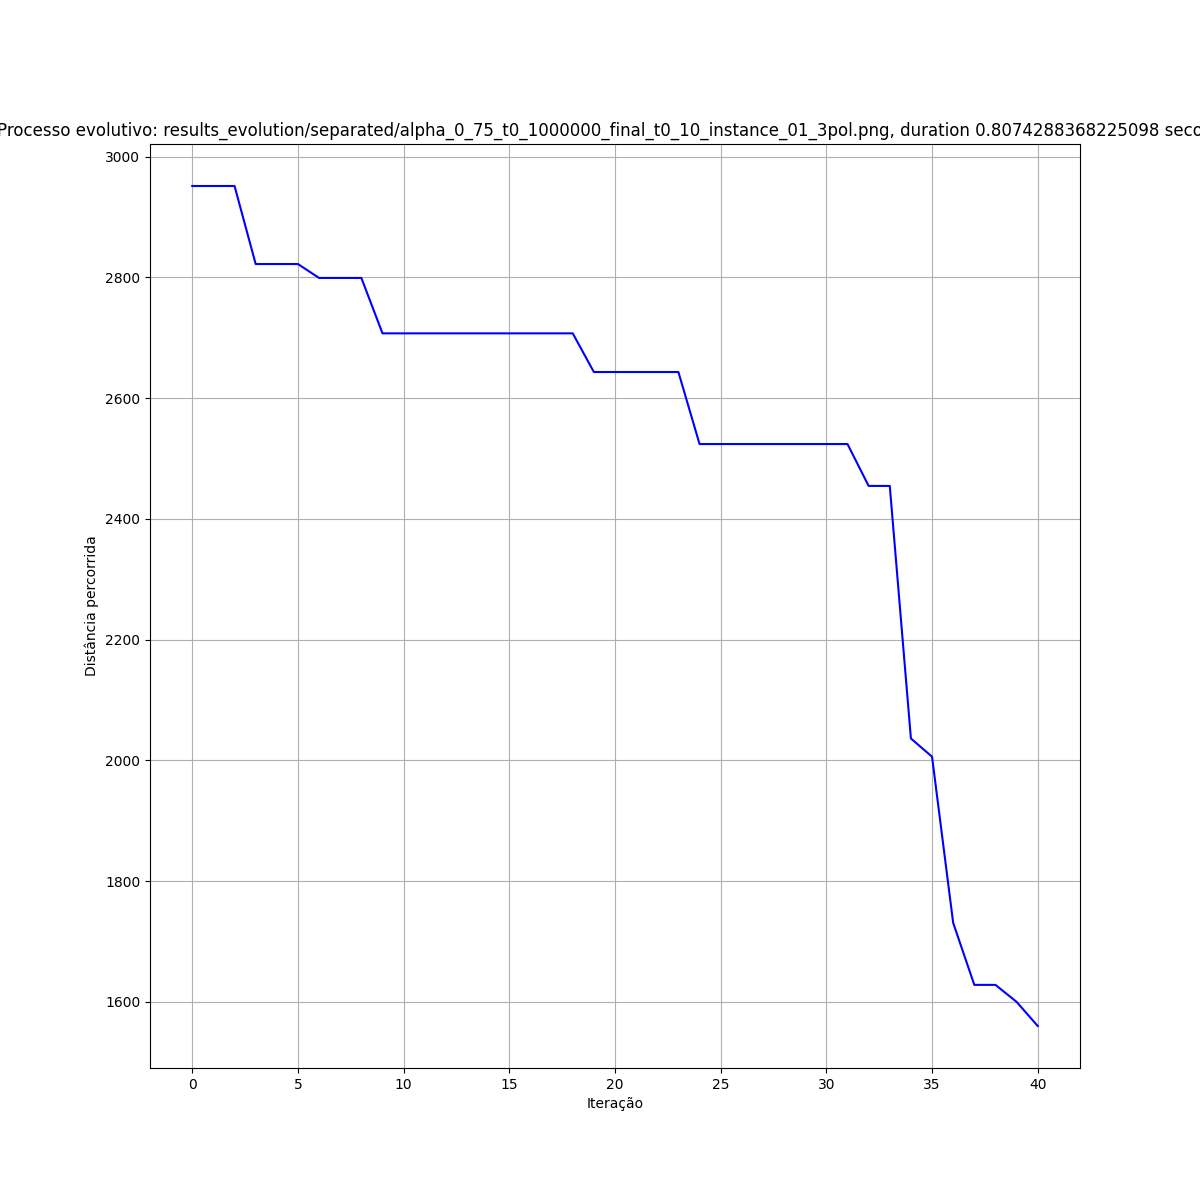 Processo evolutivo: results_evolution/separated/alpha_0_75_t0_1000000_final_t0_10_instance_01_3pol.png, duration 0.8074288368225098 seco
3000
2800
2600
2400
2200
2000
1800
1600
Distância percorrida
0 5 10 15 20 25 30 35 40
Iteração